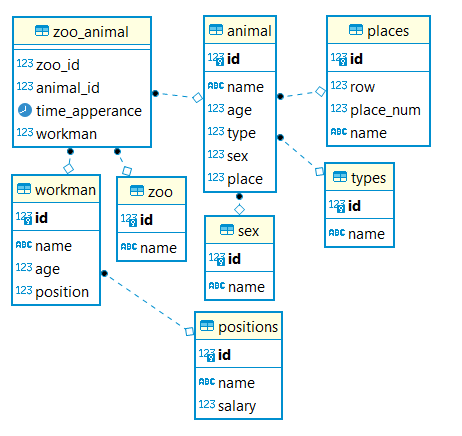 zoo_animal
123 zoo_id
123 animal_id
time_apperance
123 workman
animal
123 id
ABC name
123 age
123 type
123 sex
123 place
places
123 id
123 row
123 place_num
ABC name
workman
123 id
ABC name
123 age
123 position
zoo
123 id
ABC name
sex
123 id
ABC name
types
123 id
ABC name
positions
123 id
ABC name
123 salary